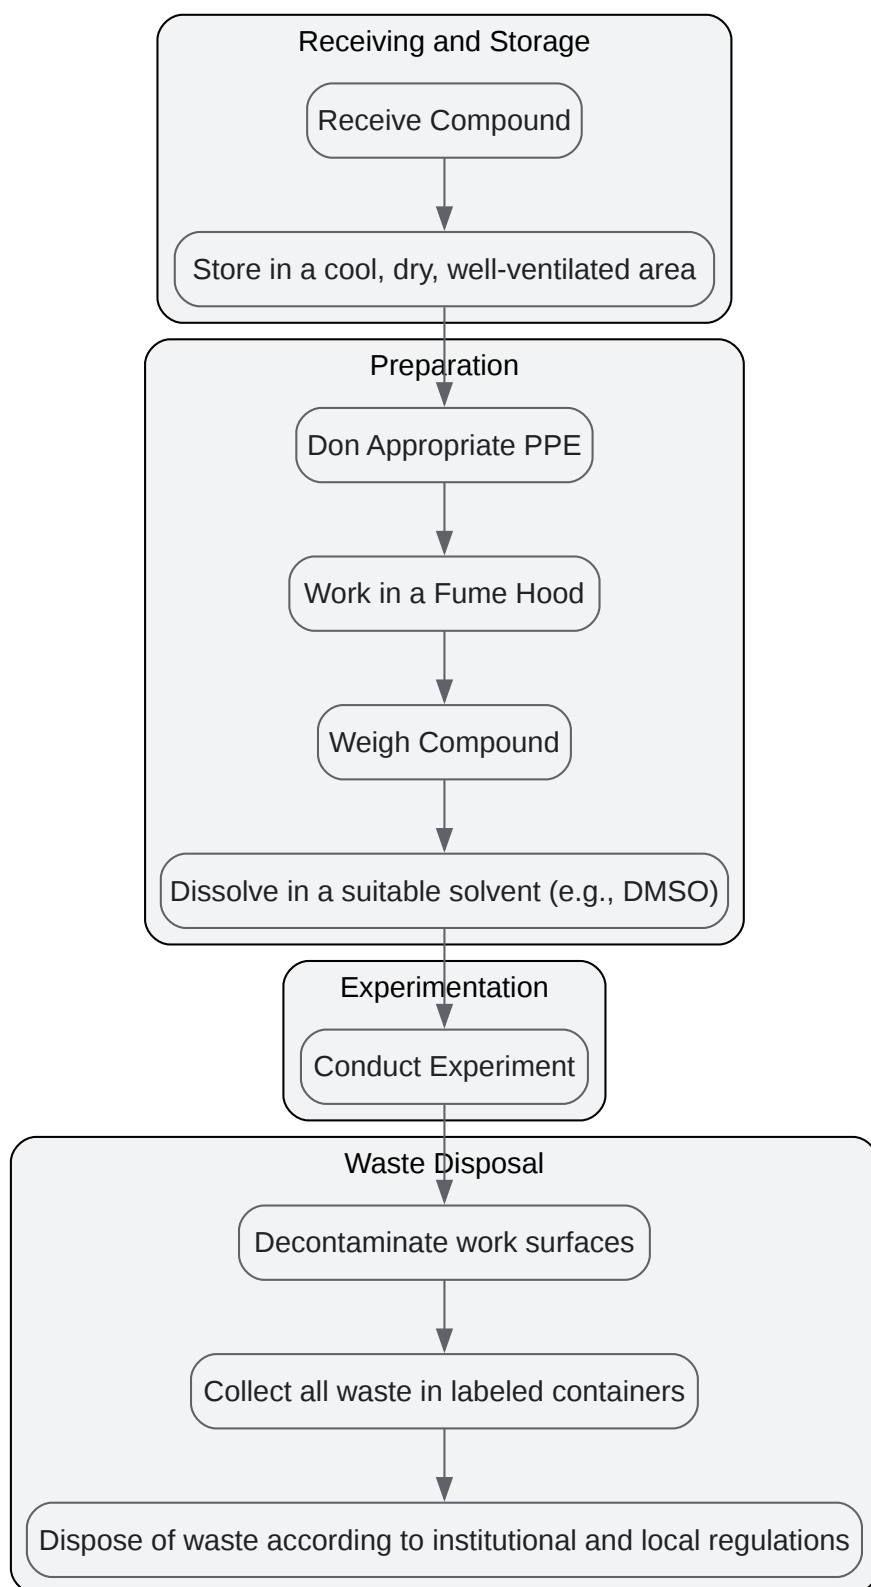 Receiving and Storage
Receive Compound
Store in a cool, dry, well-ventilated area
Preparation
Don Appropriate PPE
Work in a Fume Hood
Weigh Compound
Dissolve in a suitable solvent (e.g., DMSO)
Experimentation
Conduct Experiment
Waste Disposal
Decontaminate work surfaces
Collect all waste in labeled containers
Dispose of waste according to institutional and local regulations